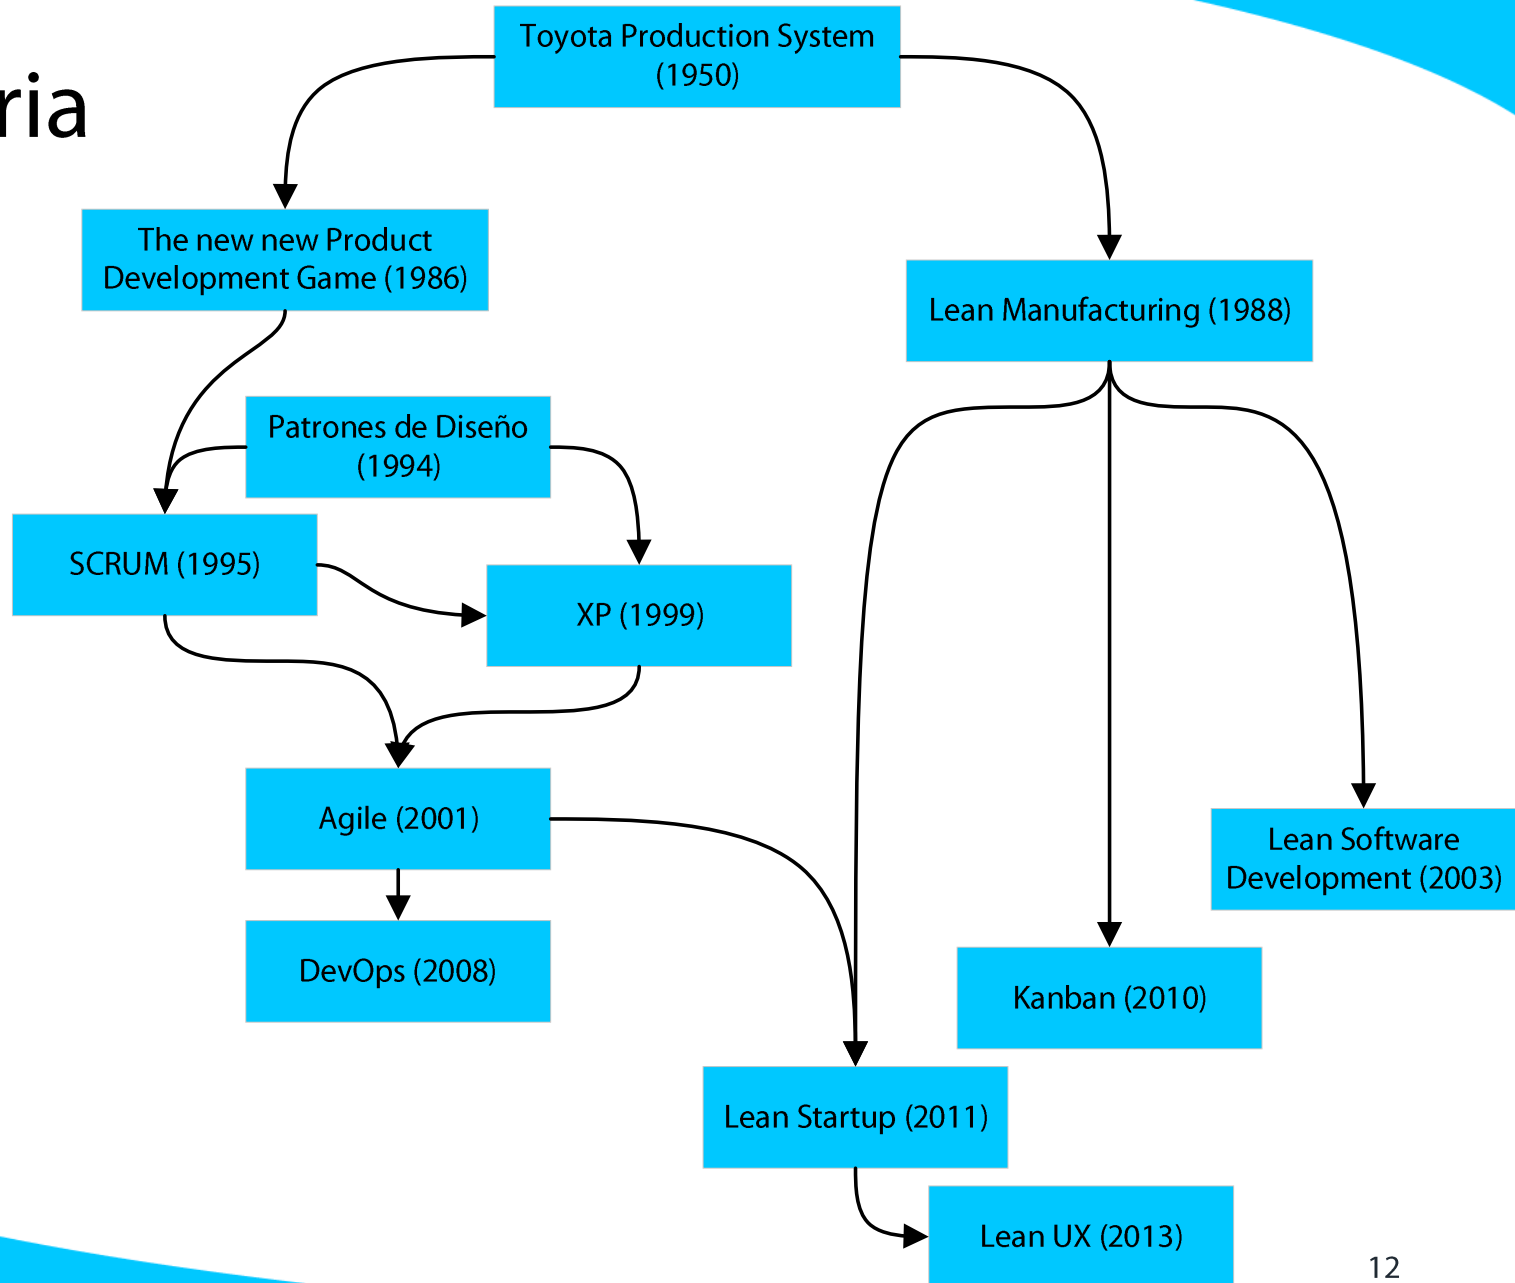 Toyota Production System
(1950)
ria
The new new Product
Development Game (1986)
Lean Manufacturing (1988)
Patrones de Diseño
(1994)
SCRUM (1995)
XP (1999)
Agile (2001)
Lean Software
Development (2003)
DevOps (2008)
Kanban (2010)
Lean Startup (2011)
Lean UX (2013)
12